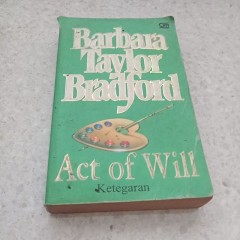 Barbara
Taylor
Bradford
Act of Will
Ketegaran